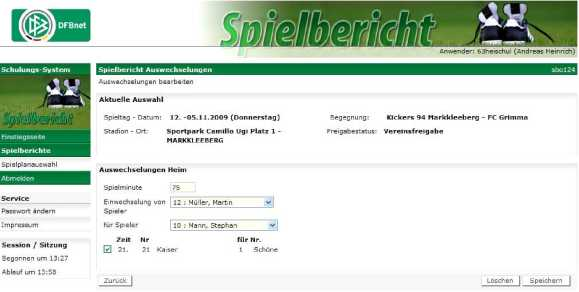 DFBnet
Spielbericht
Anwender: 63heischul (Andreas Heinrich)
Schulungs-System
Spielbericht
Einstiegsseite
Spielberichte
Spielplanauswahl
Abmelden
Service
Passwort ändern
Impressum
Session / Sitzung
Begonnen um 13:27
Ablauf um 13:58
Spielbericht Auswechselungen
sbo124
Auswechselungen bearbeiten
Aktuelle Auswahl
Spieltag - Datum: 12. -05.11.2009 (Donnerstag) Begegnung: Kickers 94 Markkleeberg - FC Grimma
Stadion - Ort: Sportpark Camillo Ugi Platz 1 - Freigabestatus: Vereinsfreigabe
MARKKLEEBERG
Auswechselungen Heim
Spielminute 75
Einwechselung von 12 : Müller, Martin
Spieler
für Spieler 10 : Mann, Stephan
Zeit Nr für Nr.
21. 21 Kaiser 1 Schöne
Zurück Löschen Speichern